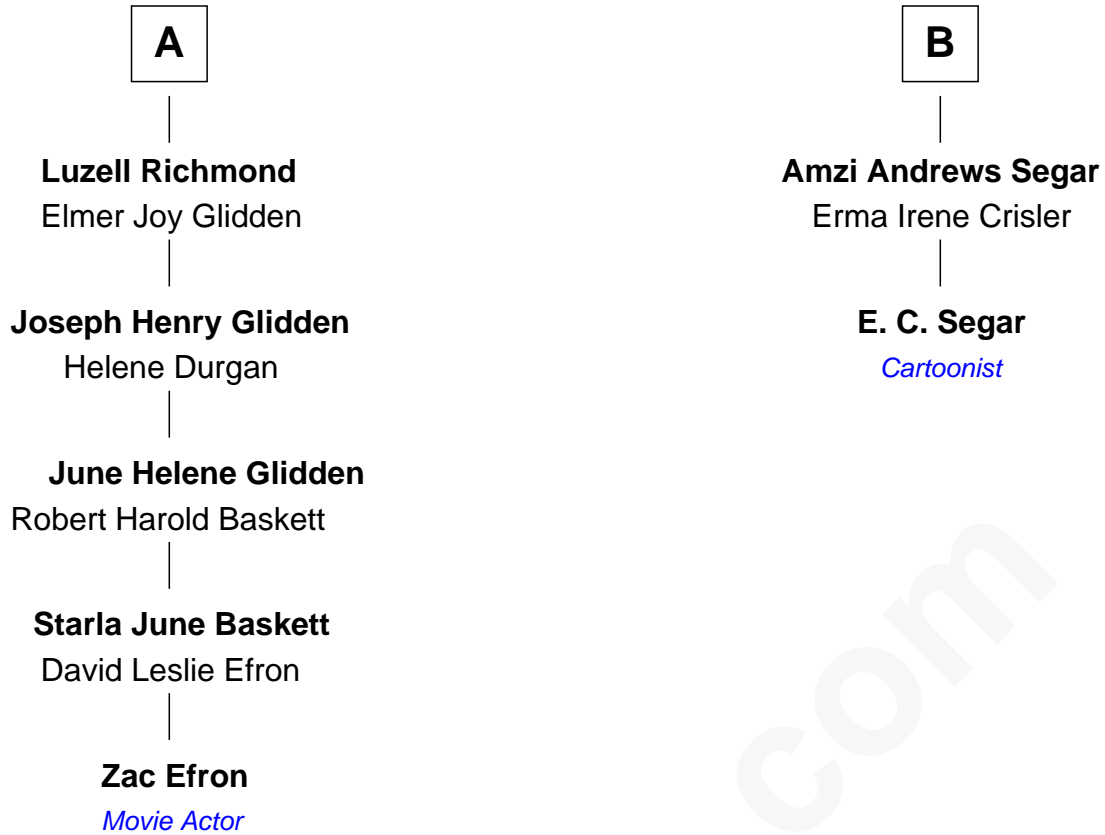 A
Luzell Richmond
Elmer Joy Glidden
Joseph Henry Glidden
Helene Durgan
June Helene Glidden
Robert Harold Baskett
Starla June Baskett
David Leslie Efron
Zac Efron
Movie Actor
B
Amzi Andrews Segar
Erma Irene Crisler
E. C. Segar
Cartoonist
com